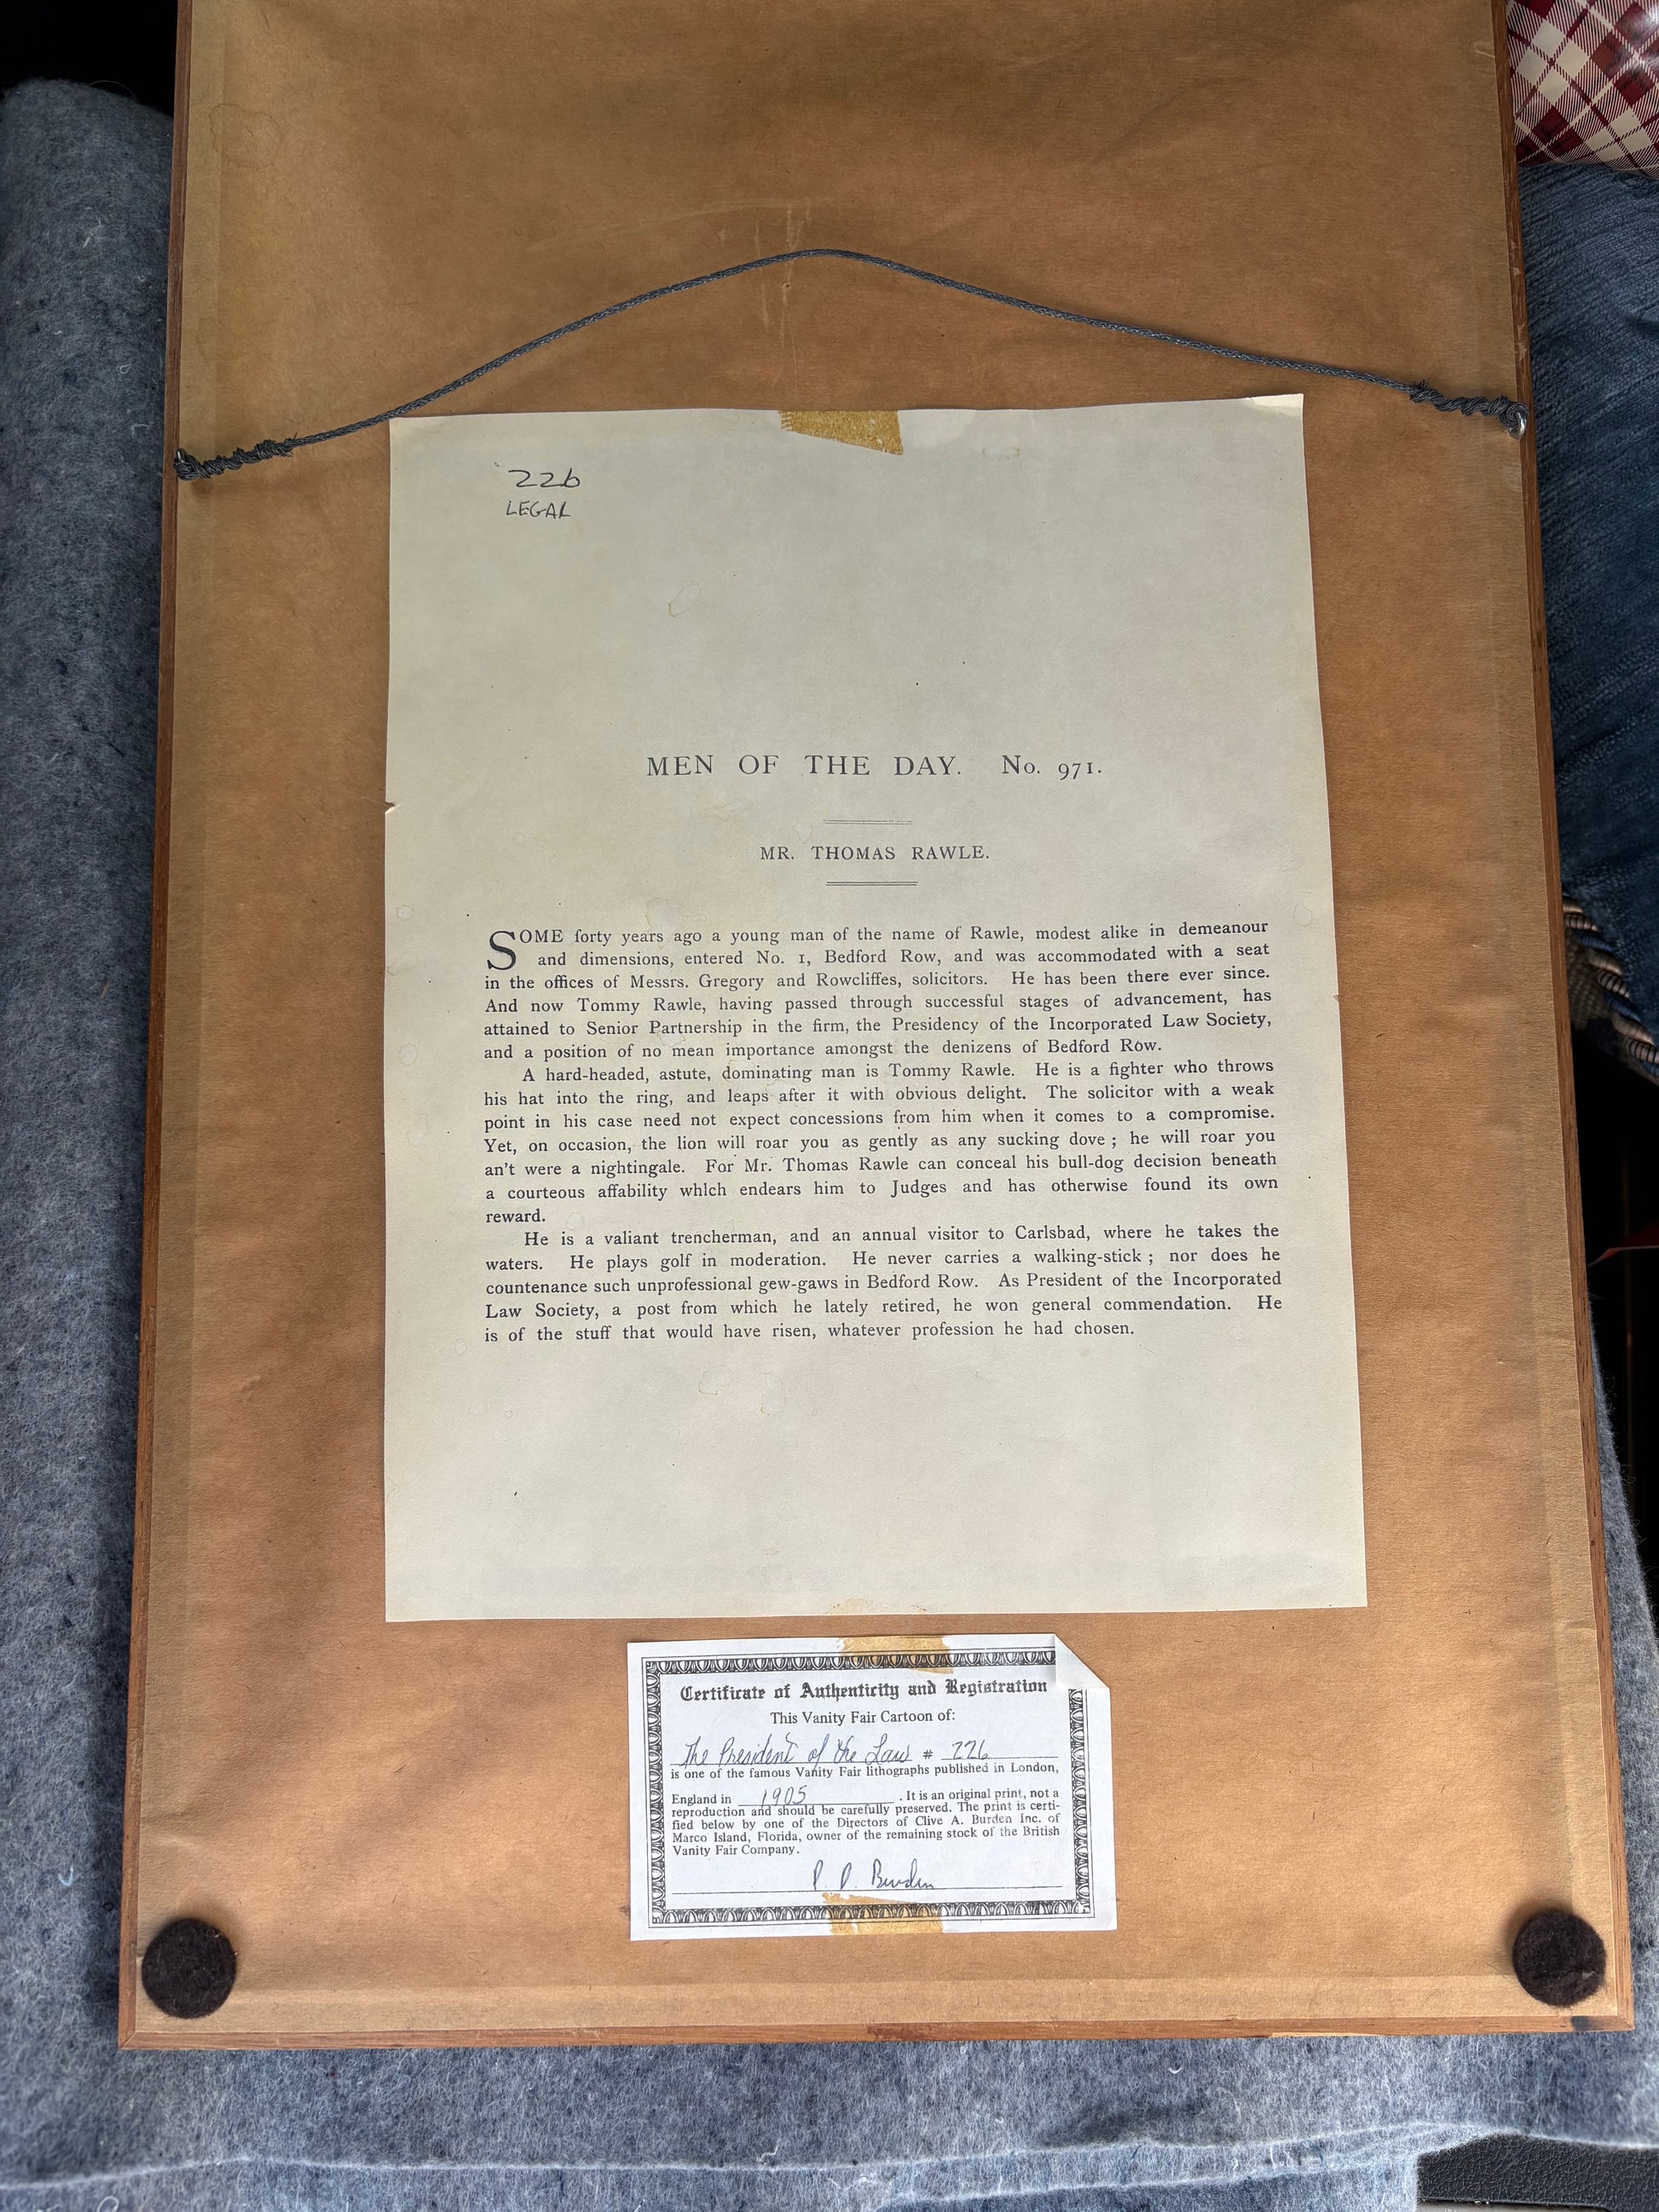 226
LEGAL
MEN OF THE DAY. No. 971.
MR. THOMAS RAWLE.
SOME forty years ago a young man of the name of Rawle, modest alike in demeanour
and dimensions, entered No. 1, Bedford Row, and was accommodated with a seat
in the offices of Messrs. Gregory and Rowcliffes, solicitors. He has been there ever since.
And now Tommy Rawle, having passed through successful stages of advancement, has
attained to Senior Partnership in the firm, the Presidency of the Incorporated Law Society,
and a position of no mean importance amongst the denizens of Bedford Row.
A hard-headed, astute, dominating man is Tommy Rawle. He is a fighter who throws
his hat into the ring, and leaps after it with obvious delight. The solicitor with a weak
point in his case need not expect concessions from him when it comes to a compromise.
Yet, on occasion, the lion will roar you as gently as any sucking dove ; he will roar you
an't were a nightingale. For Mr. Thomas Rawle can conceal his bull-dog decision beneath
a courteous affability which endears him to Judges and has otherwise found its own
reward.
He is a valiant trencherman, and an annual visitor to Carlsbad, where he takes the
waters. He plays golf in moderation. He never carries a walking-stick ; nor does he
countenance such unprofessional gew-gaws in Bedford Row. As President of the Incorporated
Law Society, a post from which he lately retired, he won general commendation. He
is of the stuff that would have risen, whatever profession he had chosen.
Certificate of Authenticity and Registration
This Vanity Fair Cartoon of:
The President of the Law # 226
is one of the famous Vanity Fair lithographs published in London,
England in 1905 . It is an original print, not a
reproduction and should be carefully preserved. The print is certi-
fied below by one of the Directors of Clive A. Burden Inc. of
Marco Island, Florida, owner of the remaining stock of the British
Vanity Fair Company.
P. D. Burden